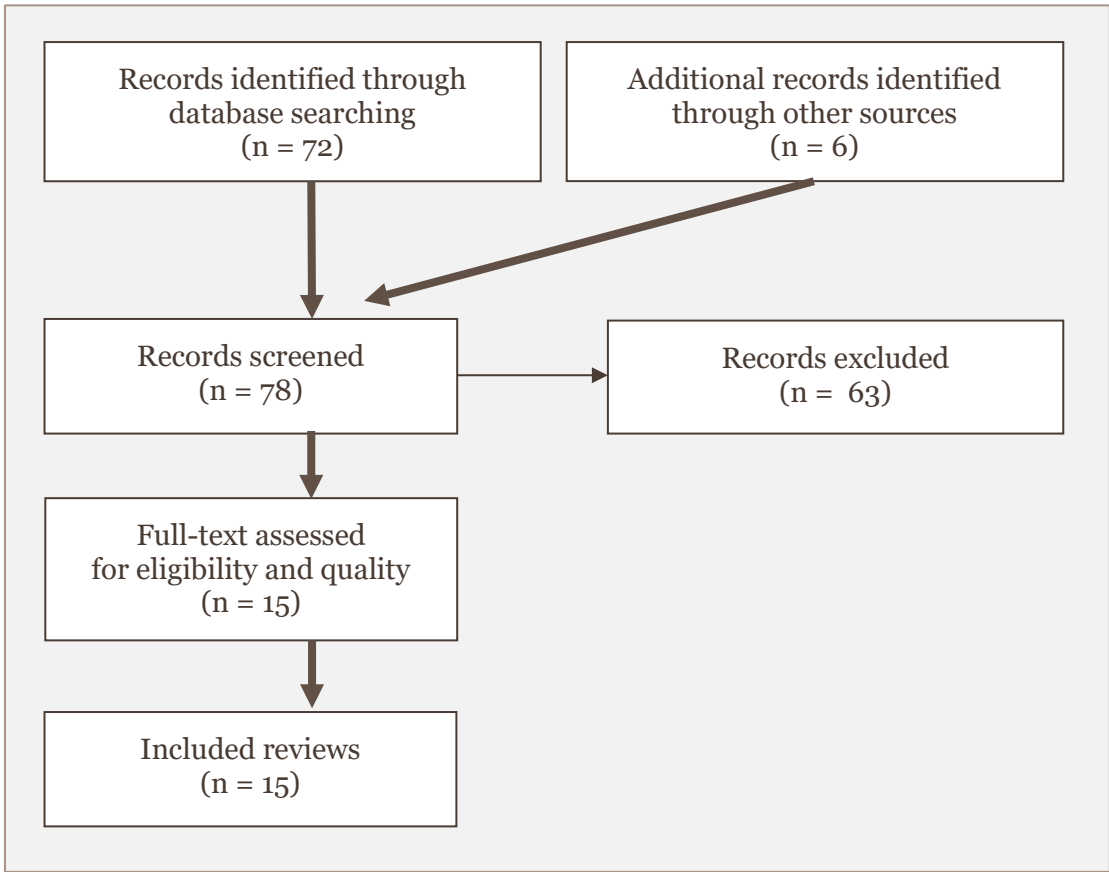 Records identified through
database searching
(n = 72)
Additional records identified
through other sources
(n = 6)
Records screened
(n = 78)
Records excluded
(n =  63)
Full-text assessed
for eligibility and quality
(n = 15)
Included reviews
(n = 15)